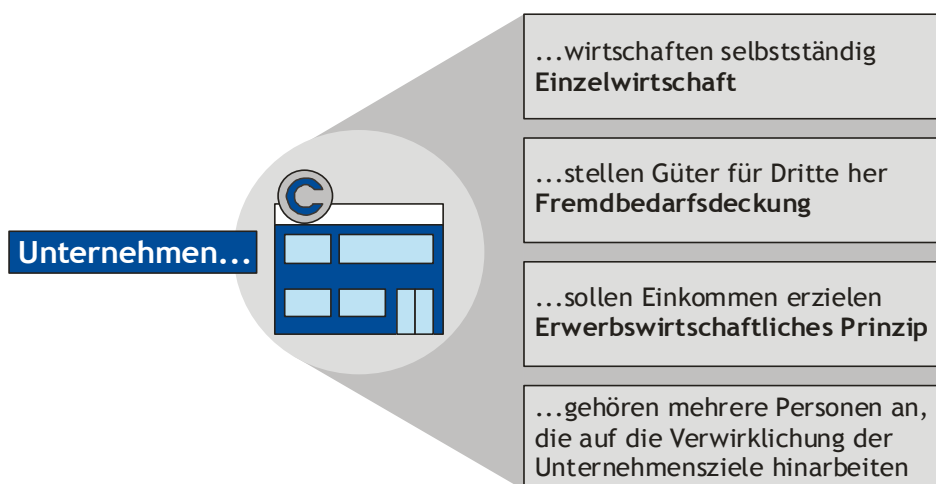 ...wirtschaften selbstständig
Einzelwirtschaft
...stellen Güter für Dritte her
Fremdbedarfsdeckung
C
Unternehmen...
...sollen Einkommen erzielen
Erwerbswirtschaftliches Prinzip
...gehören mehrere Personen an,
die auf die Verwirklichung der
Unternehmensziele hinarbeiten